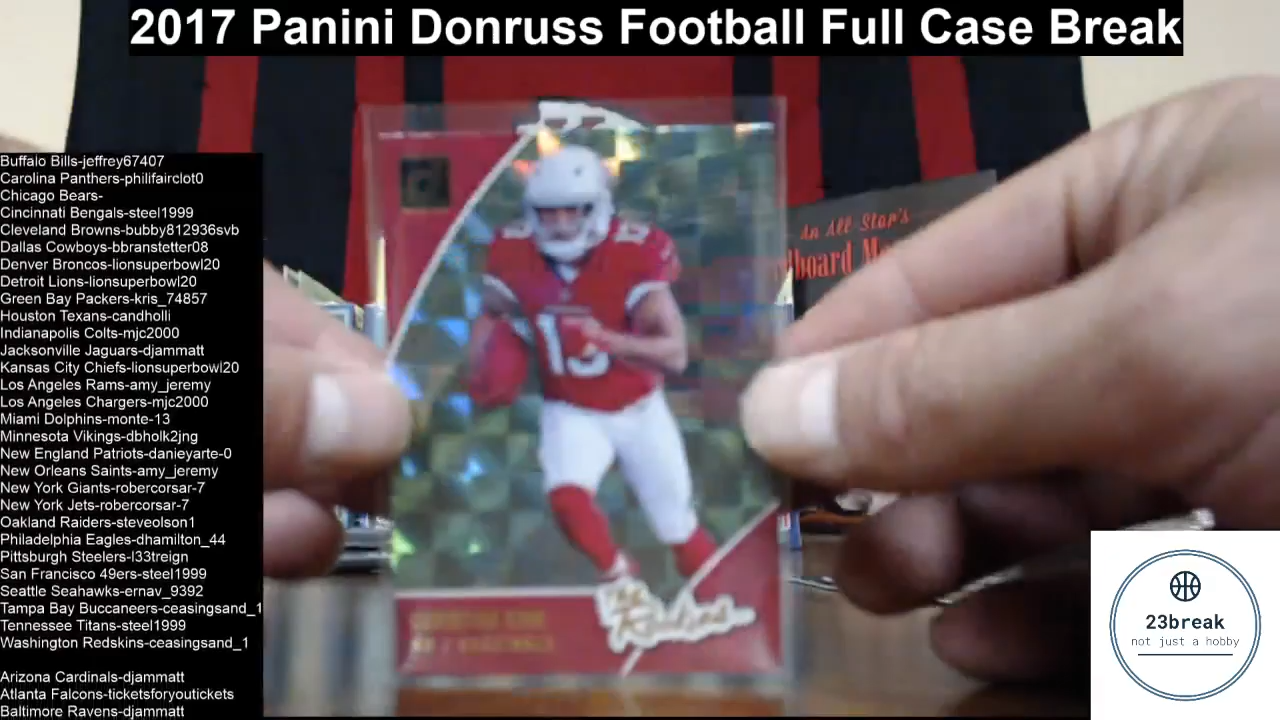 2017 Panini Donruss Football Full Case Break
Buffalo Bills-jeffrey67407
Carolina Panthers-philifairclot0
Chicago Bears-
Cincinnati Bengals-steel1999
Cleveland Browns-bubby812936svb
Dallas Cowboys-bbranstetter08
Denver Broncos-lionsuperbowl20
Detroit Lions-lionsuperbowl20
Green Bay Packers-kris_74857
Houston Texans-candholli
Indianapolis Colts-mjc2000
Jacksonville Jaguars-djammatt
Kansas City Chiefs-lionsuperbowl20
Los Angeles Rams-amy_jeremy
Los Angeles Chargers-mjc2000
Miami Dolphins-monte-13
Minnesota Vikings-dbholk2jng
New England Patriots-danieyarte-0
New Orleans Saints-amy_jeremy
New York Giants-robercorsar-7
New York Jets-robercorsar-7
Oakland Raiders-steveolson1
Philadelphia Eagles-dhamilton_44
Pittsburgh Steelers-l33treign
San Francisco 49ers-steel1999
Seattle Seahawks-ernav_9392
Tampa Bay Buccaneers-ceasingsand_1
Tennessee Titans-steel1999
Washington Redskins-ceasingsand_1
Arizona Cardinals-djammatt
Atlanta Falcons-ticketsforyoutickets
Baltimore Ravens-djammatt
An All Star's
13
The Rookies
23break
not just a hobby